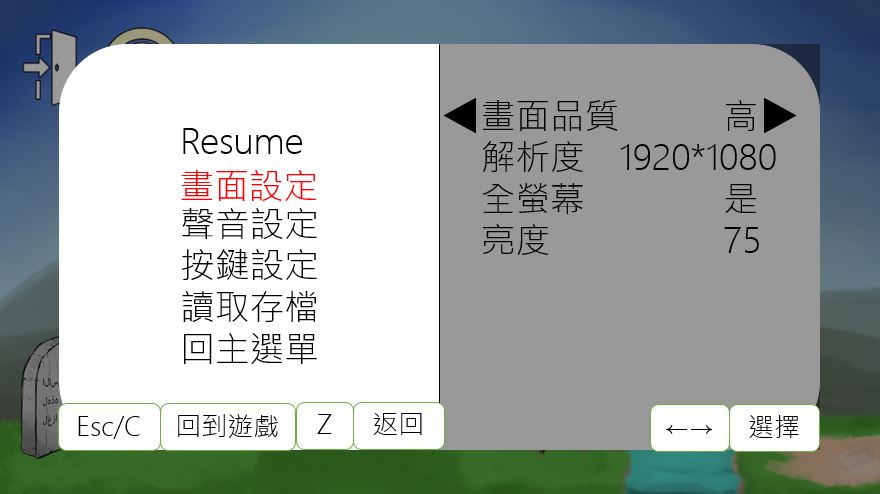 Resume
畫面設定
聲音設定
按鍵設定
讀取存檔
回主選單
畫面品質 高
解析度 1920*1080
全螢幕 是
亮度 75
Esc/C 回到遊戲 Z 返回
←→ 選擇